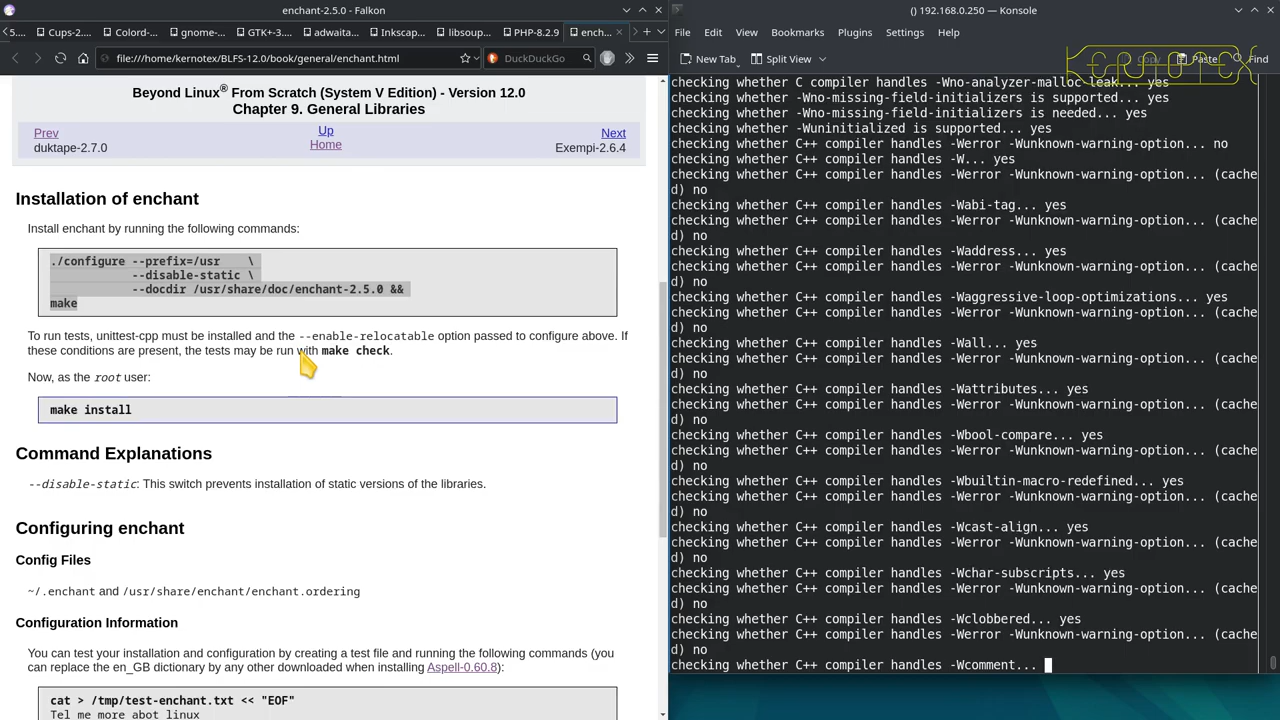 enchant-2.5.0 - Falkon
5....
Cups-2....
Colord-...
gnome-...
GTK+-3....
adwaita...
Inkscap...
libsoup...
PHP-8.2.9
ench...
file:///home/kernotex/BLFS-12.0/book/general/enchant.html
DuckDuckGo
Beyond Linux® From Scratch (System V Edition) - Version 12.0
Chapter 9. General Libraries
Prev
Up
Next
duktape-2.7.0
Home
Exempi-2.6.4
Installation of enchant
Install enchant by running the following commands:
./configure --prefix=/usr \
--disable-static \
--docdir /usr/share/doc/enchant-2.5.0 &&
make
To run tests, unittest-cpp must be installed and the --enable-relocatable option passed to configure above. If
these conditions are present, the tests may be run with make check.
Now, as the root user:
make install
Command Explanations
--disable-static: This switch prevents installation of static versions of the libraries.
Configuring enchant
Config Files
~/.enchant and /usr/share/enchant/enchant.ordering
Configuration Information
You can test your installation and configuration by creating a test file and running the following commands (you
can replace the en_GB dictionary by any other downloaded when installing Aspell-0.60.8):
cat > /tmp/test-enchant.txt << "EOF"
Tel me more abot linux
() 192.168.0.250 — Konsole
File Edit View Bookmarks Plugins Settings Help
New Tab
Split View
Copy
Paste
Find
checking whether C compiler handles -Wno-analyzer-malloc-leak... yes
checking whether -Wno-missing-field-initializers is supported... yes
checking whether -Wno-missing-field-initializers is needed... yes
checking whether -Wuninitialized is supported... yes
checking whether C++ compiler handles -Werror -Wunknown-warning-option... no
checking whether C++ compiler handles -W... yes
checking whether C++ compiler handles -Werror -Wunknown-warning-option... (cache
d) no
checking whether C++ compiler handles -Wabi-tag... yes
checking whether C++ compiler handles -Werror -Wunknown-warning-option... (cache
d) no
checking whether C++ compiler handles -Waddress... yes
checking whether C++ compiler handles -Werror -Wunknown-warning-option... (cache
d) no
checking whether C++ compiler handles -Waggressive-loop-optimizations... yes
checking whether C++ compiler handles -Werror -Wunknown-warning-option... (cache
d) no
checking whether C++ compiler handles -Wall... yes
checking whether C++ compiler handles -Werror -Wunknown-warning-option... (cache
d) no
checking whether C++ compiler handles -Wattributes... yes
checking whether C++ compiler handles -Werror -Wunknown-warning-option... (cache
d) no
checking whether C++ compiler handles -Wbool-compare... yes
checking whether C++ compiler handles -Werror -Wunknown-warning-option... (cache
d) no
checking whether C++ compiler handles -Wbuiltin-macro-redefined... yes
checking whether C++ compiler handles -Werror -Wunknown-warning-option... (cache
d) no
checking whether C++ compiler handles -Wcast-align... yes
checking whether C++ compiler handles -Werror -Wunknown-warning-option... (cache
d) no
checking whether C++ compiler handles -Wchar-subscripts... yes
checking whether C++ compiler handles -Werror -Wunknown-warning-option... (cache
d) no
checking whether C++ compiler handles -Wclobbered... yes
checking whether C++ compiler handles -Werror -Wunknown-warning-option... (cache
d) no
checking whether C++ compiler handles -Wcomment...